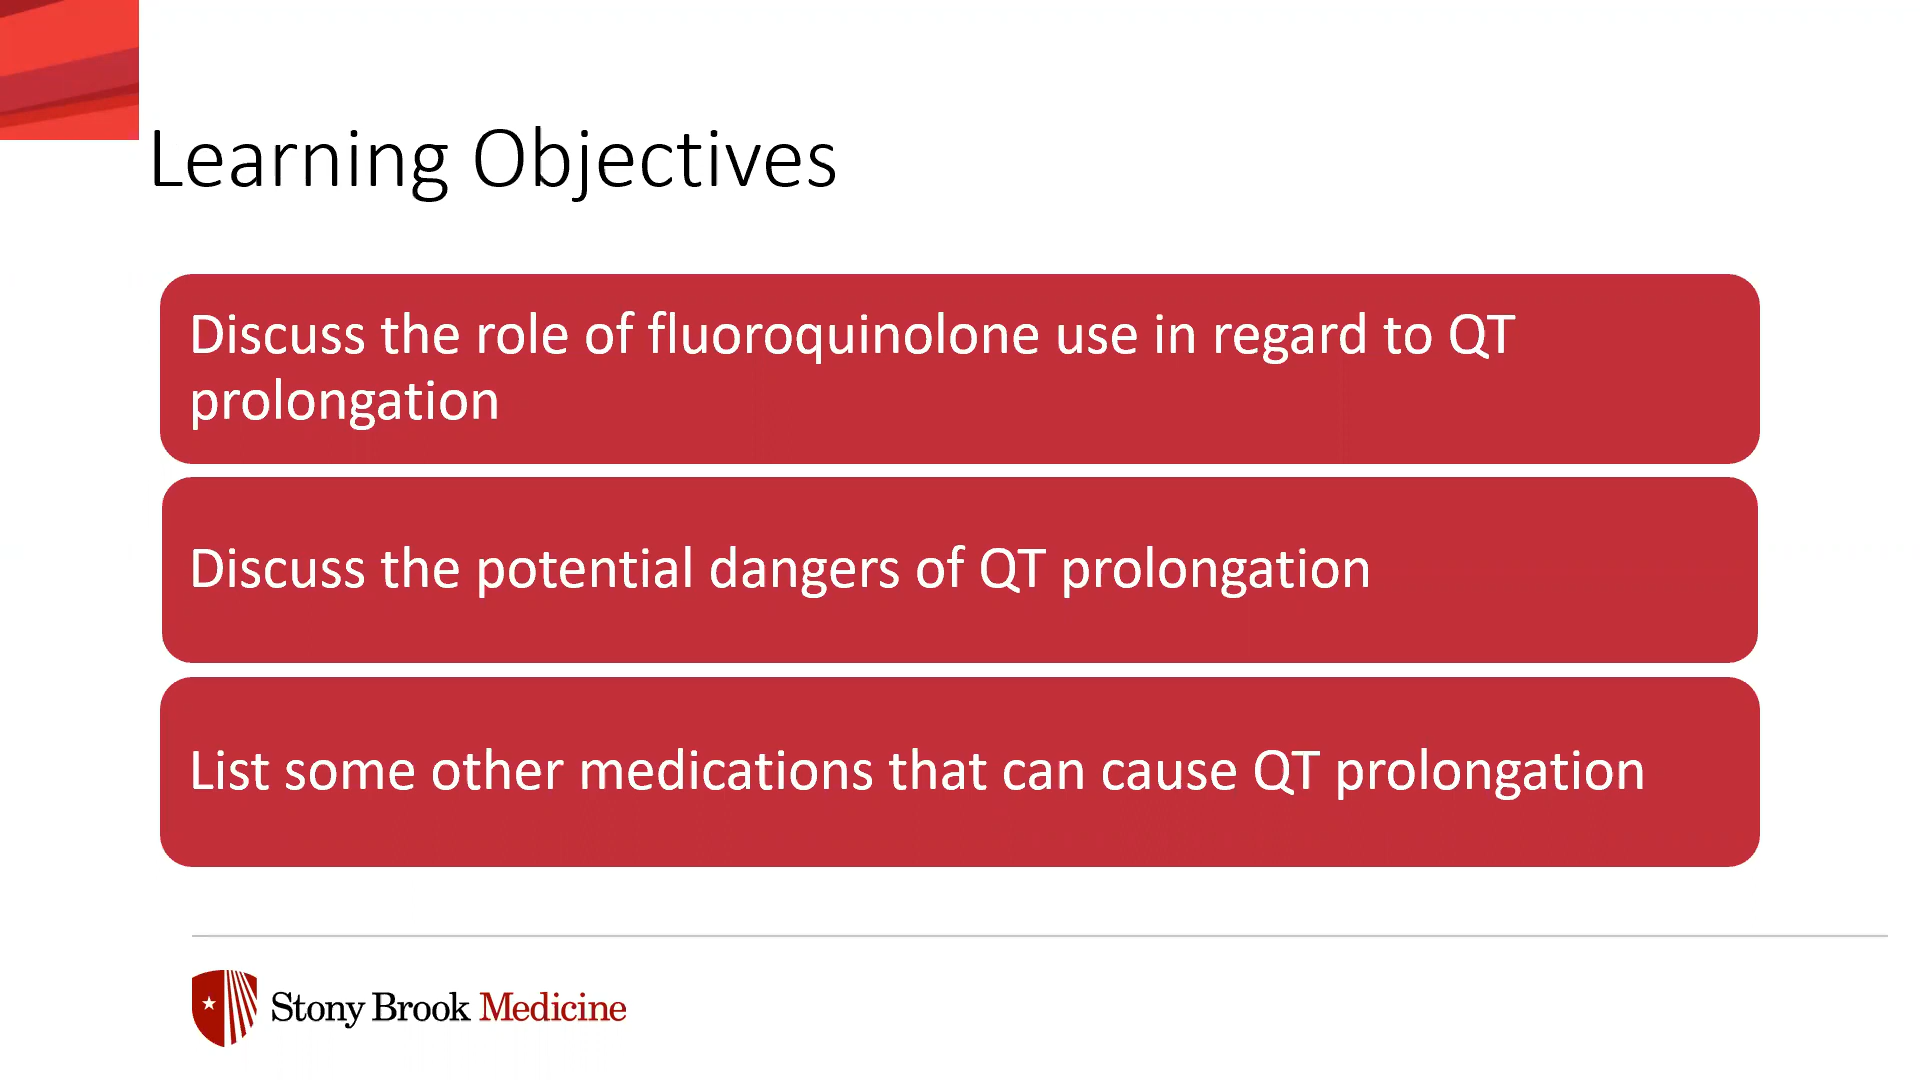 Learning Objectives
Discuss the role of fluoroquinolone use in regard to QT
prolongation
Discuss the potential dangers of QT prolongation
List some other medications that can cause QT prolongation
Stony Brook Medicine